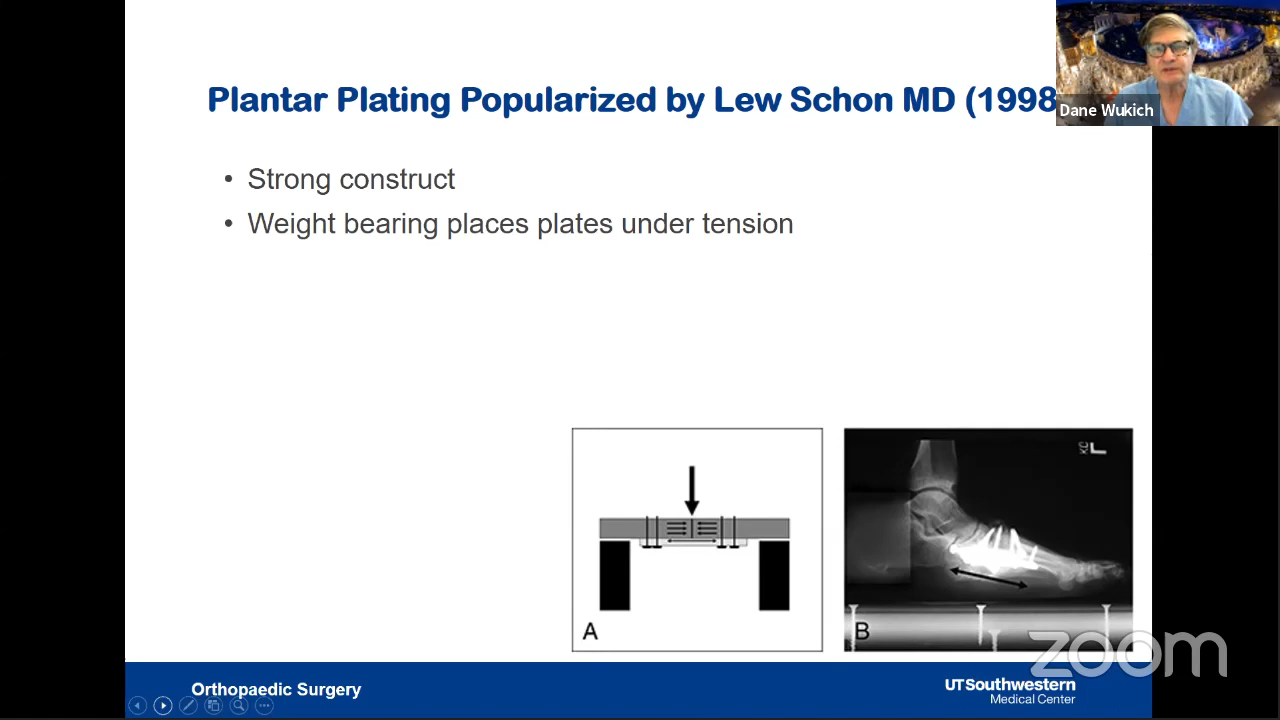 Plantar Plating Popularized by Lew Schon MD (1998
Dane Wukich
• Strong construct
• Weight bearing places plates under tension
A
KC L
B
zoom
Orthopaedic Surgery
UTSouthwestern
Medical Center